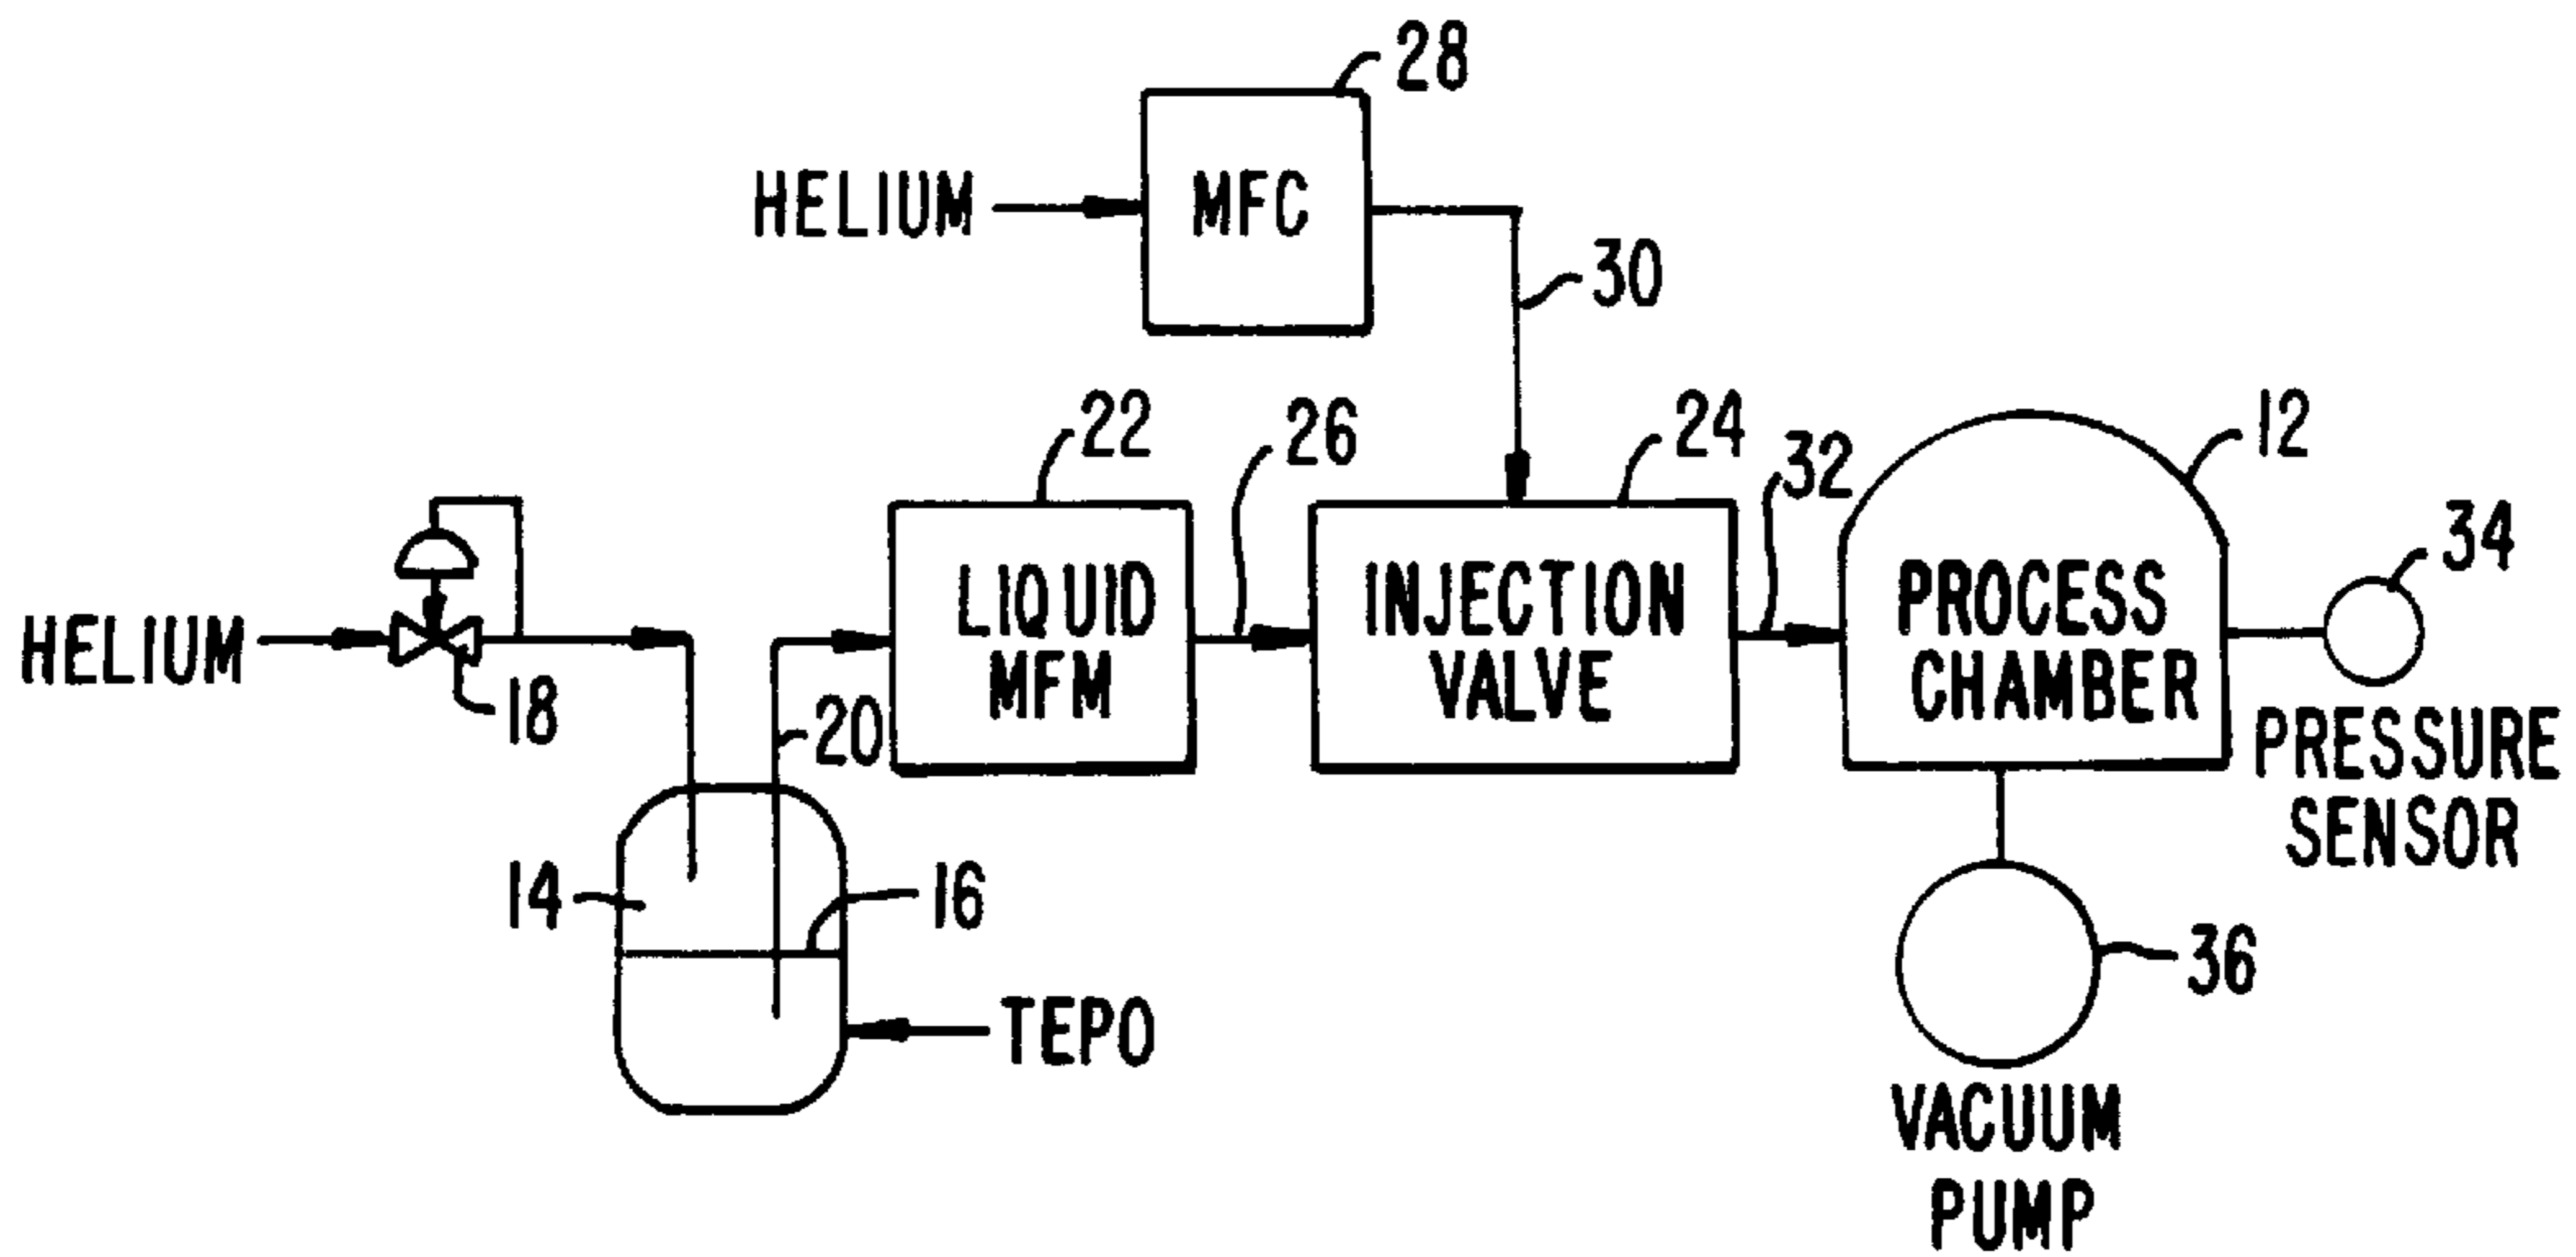 28
HELIUM
MFC
30
22
26
24
32
12
34
HELIUM
18
20
LIQUID
MFM
INJECTION
VALVE
PROCESS
CHAMBER
PRESSURE
SENSOR
14
16
TEPO
36
VACUUM
PUMP